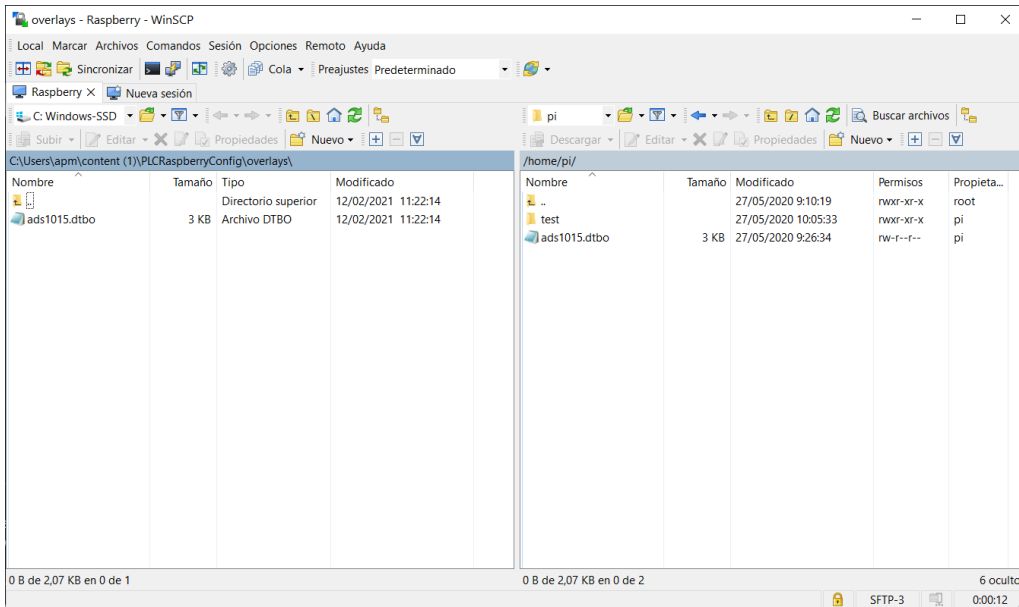 overlays - Raspberry - WinSCP
Local Marcar Archivos Comandos Sesión Opciones Remoto Ayuda
Sincronizar Cola Preajustes Predeterminado
Raspberry X Nueva sesión
C: Windows-SSD pi Buscar archivos
Subir Editar Propiedades Nuevo Descargar Editar Propiedades Nuevo
C:\Users\apm\content (1)\PLCRaspberryConfig\overlays\ /home/pi/
Nombre Tamaño Tipo Modificado Nombre Tamaño Modificado Permisos Propieta...
.. Directorio superior 12/02/2021 11:22:14 .. 27/05/2020 9:10:19 rwxr-xr-x root
ads1015.dtbo 3 KB Archivo DTBO 12/02/2021 11:22:14 test 27/05/2020 10:05:33 rwxr-xr-x pi
ads1015.dtbo 3 KB 27/05/2020 9:26:34 rw-r--r-- pi
0 B de 2,07 KB en 0 de 1 0 B de 2,07 KB en 0 de 2 6 oculto
SFTP-3 0:00:12